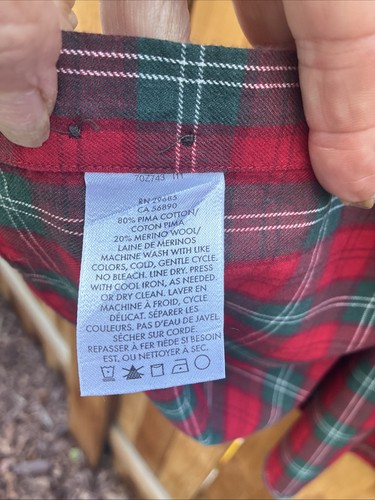 70Z743 111
RN 29685
CA 56890
80% PIMA COTTON/
COTON PIMA
20% MERINO WOOL/
LAINE DE MERINOS
MACHINE WASH WITH LIKE
COLORS, COLD, GENTLE CYCLE.
NO BLEACH. LINE DRY. PRESS
WITH COOL IRON, AS NEEDED,
OR DRY CLEAN. LAVER EN
MACHINE À FROID, CYCLE
DÉLICAT. SÉPARER LES
COULEURS. PAS D'EAU DE JAVEL.
SÉCHER SUR CORDE.
REPASSER À FER TIÈDE SI BESOIN
EST, OU NETTOYER À SEC.